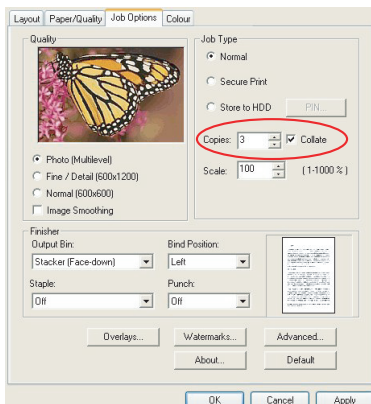 Layout Paper/Quality Job Options Colour
Quality
Job Type
Normal
Secure Print
Store to HDD PIN...
Copies: 3 Collate
Scale: 100 (1-1000 %)
Photo (Multilevel)
Fine / Detail (600x1200)
Normal (600x600)
Image Smoothing
Finisher
Output Bin: Bind Position:
Stacker (Face-down) Left
Staple: Punch:
Off Off
Overlays... Watermarks... Advanced...
About... Default
OK Cancel Apply